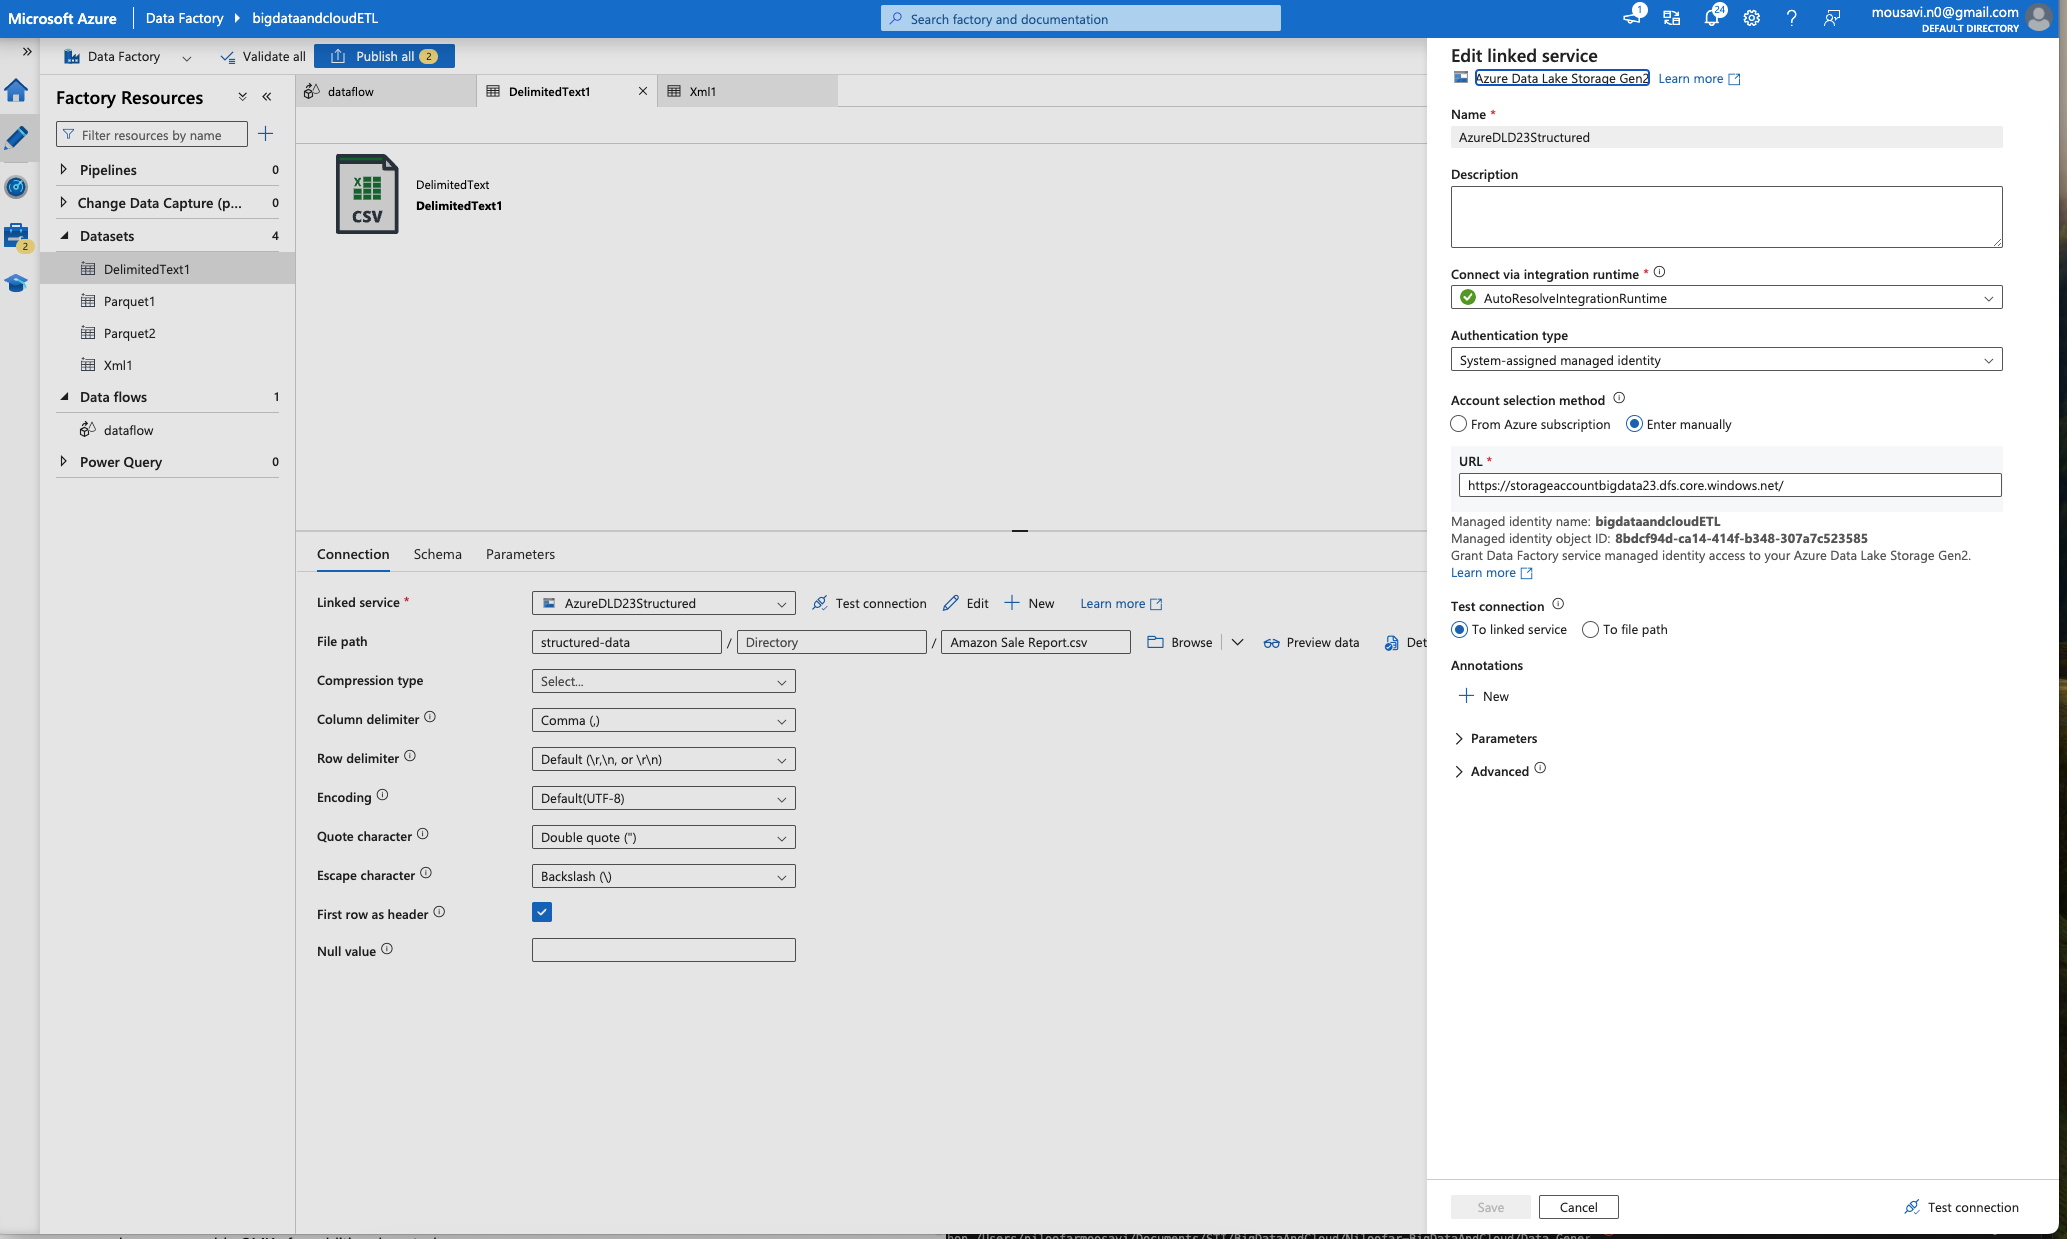 Microsoft Azure
Data Factory
bigdataandcloudETL
Search factory and documentation
1
24
mousavi.n0@gmail.com
DEFAULT DIRECTORY
Data Factory
Validate all
Publish all 2
2
Factory Resources
Filter resources by name
Pipelines 0
Change Data Capture (p... 0
Datasets 4
DelimitedText1
Parquet1
Parquet2
Xml1
Data flows 1
dataflow
Power Query 0
dataflow
DelimitedText1
Xml1
CSV
DelimitedText
DelimitedText1
Connection
Schema
Parameters
Linked service *
AzureDLD23Structured
Test connection
Edit
New
Learn more
File path
structured-data / Directory / Amazon Sale Report.csv
Browse
Preview data
Det
Compression type
Select...
Column delimiter
Comma (,)
Row delimiter
Default (\r,\n, or \r\n)
Encoding
Default(UTF-8)
Quote character
Double quote (")
Escape character
Backslash (\)
First row as header
Null value
Edit linked service
Azure Data Lake Storage Gen2 Learn more
Name *
AzureDLD23Structured
Description
Connect via integration runtime *
AutoResolveIntegrationRuntime
Authentication type
System-assigned managed identity
Account selection method
From Azure subscription
Enter manually
URL *
https://storageaccountbigdata23.dfs.core.windows.net/
Managed identity name: bigdataandcloudETL
Managed identity object ID: 8bdcf94d-ca14-414f-b348-307a7c523585
Grant Data Factory service managed identity access to your Azure Data Lake Storage Gen2.
Learn more
Test connection
To linked service
To file path
Annotations
New
Parameters
Advanced
Save
Cancel
Test connection